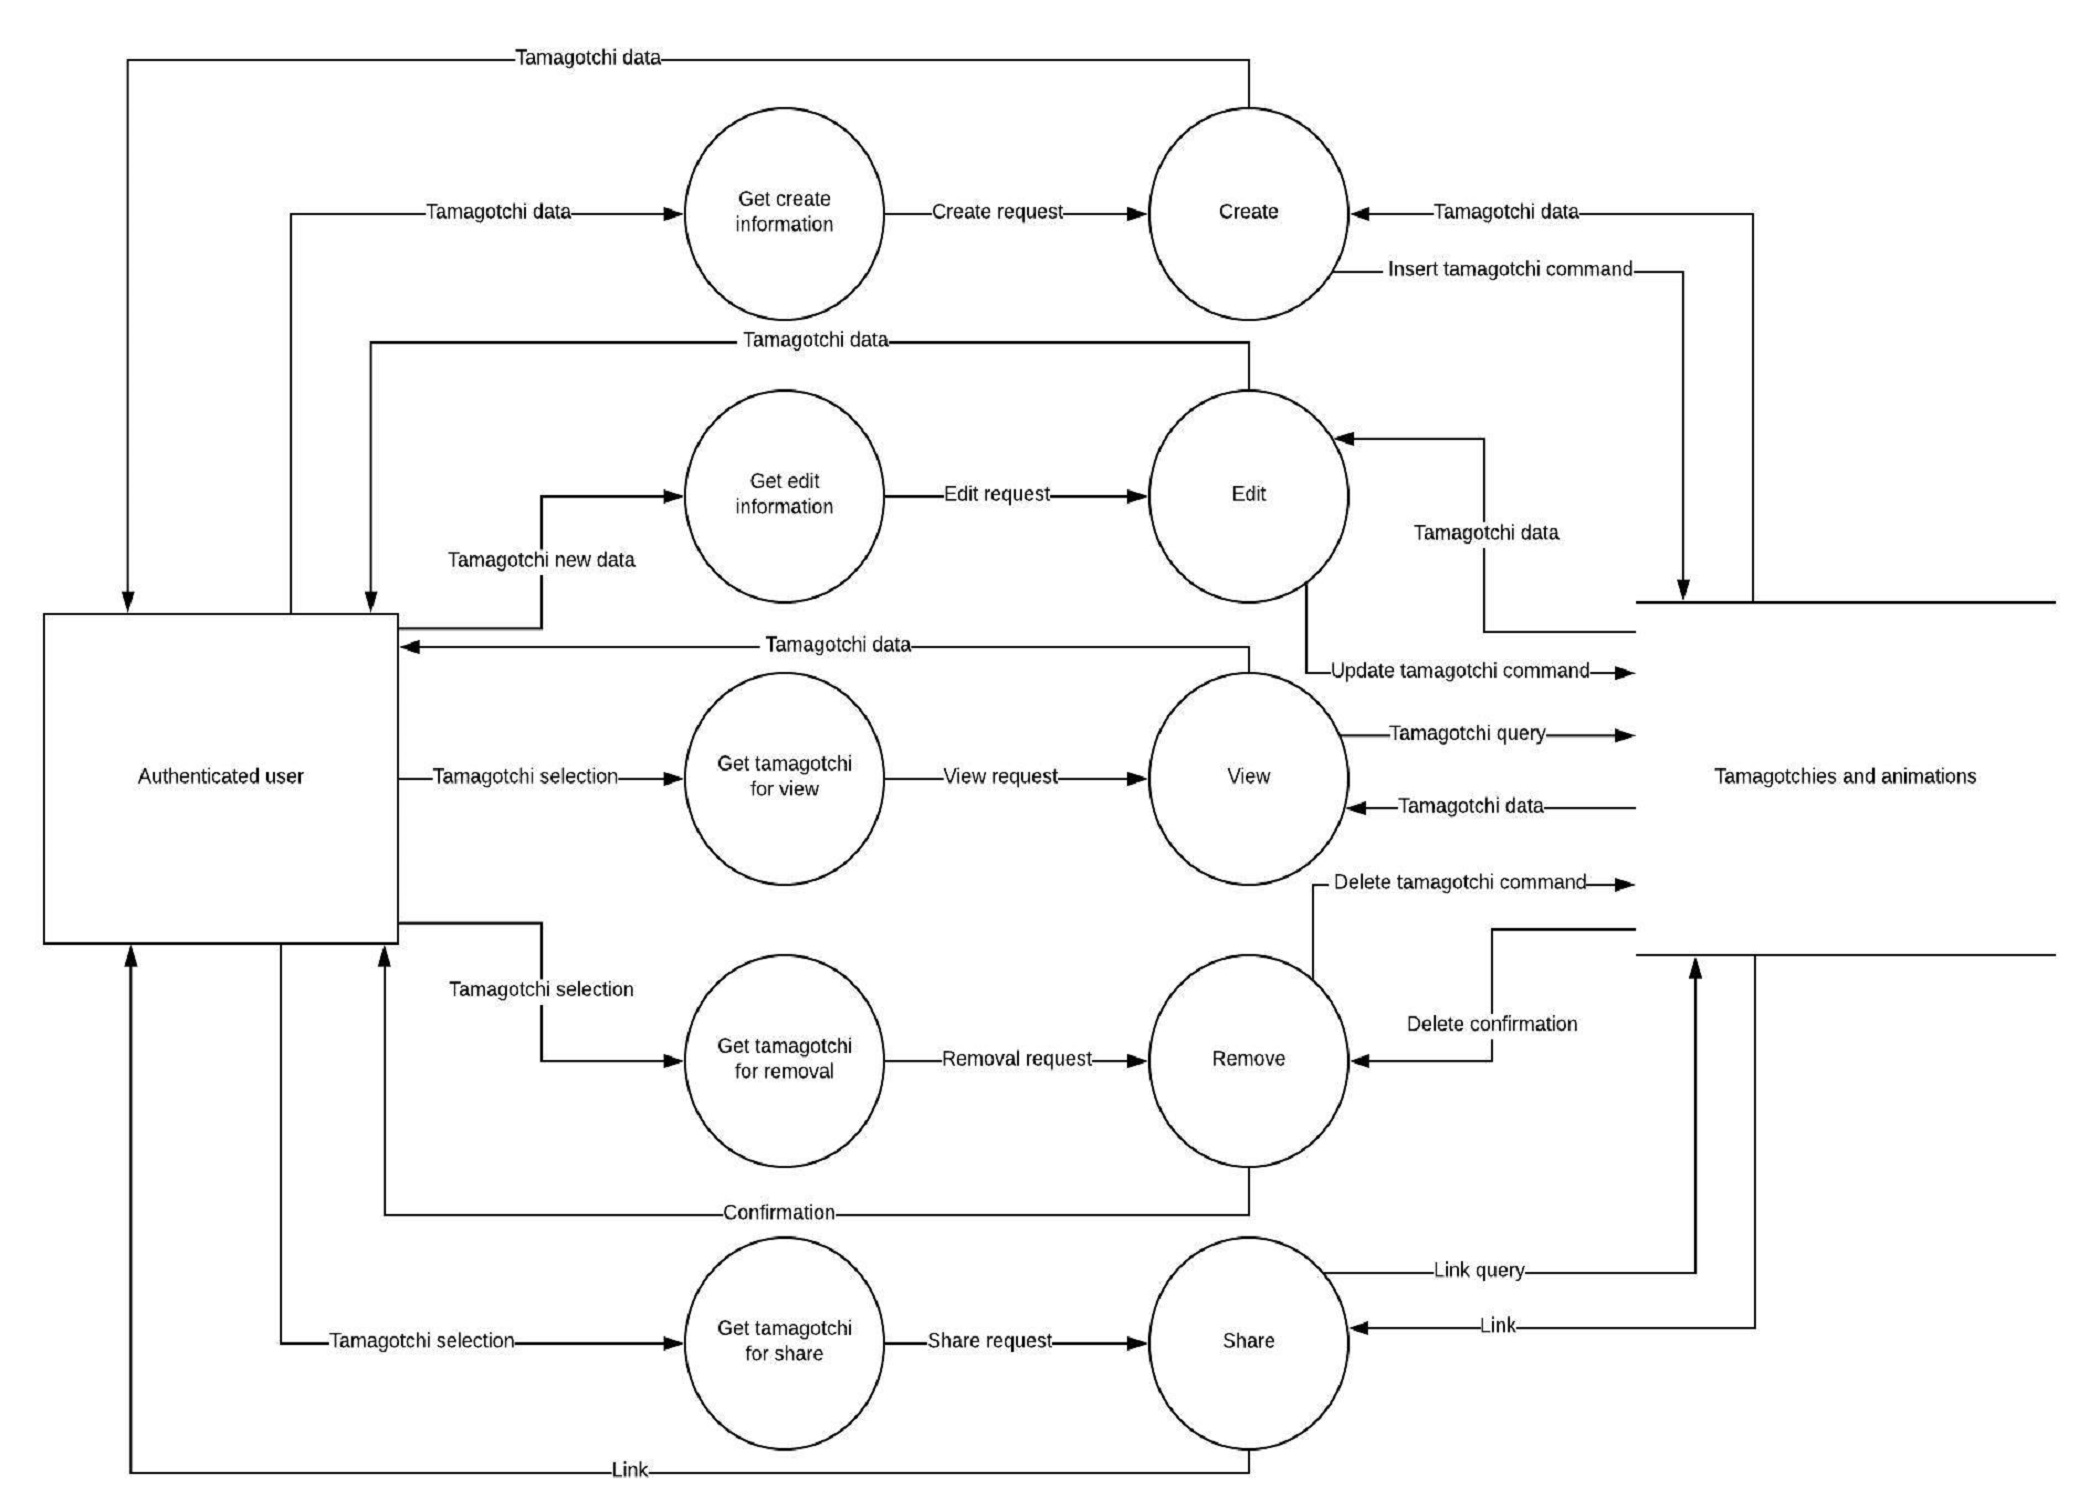 Tamagotchi data
Get create
information
Tamagotchi data
Create request
Create
Tamagotchi data
Insert tamagotchi command
Tamagotchi data
Get edit
information
Edit request
Edit
Tamagotchi data
Tamagotchi new data
Tamagotchi data
Update tamagotchi command
Tamagotchi query
Authenticated user
Tamagotchi selection
Get tamagotchi
for view
View request
View
Tamagotchies and animations
Tamagotchi data
Delete tamagotchi command
Tamagotchi selection
Delete confirmation
Get tamagotchi
for removal
Removal request
Remove
Confirmation
Link query
Tamagotchi selection
Get tamagotchi
for share
Share request
Share
Link
Link